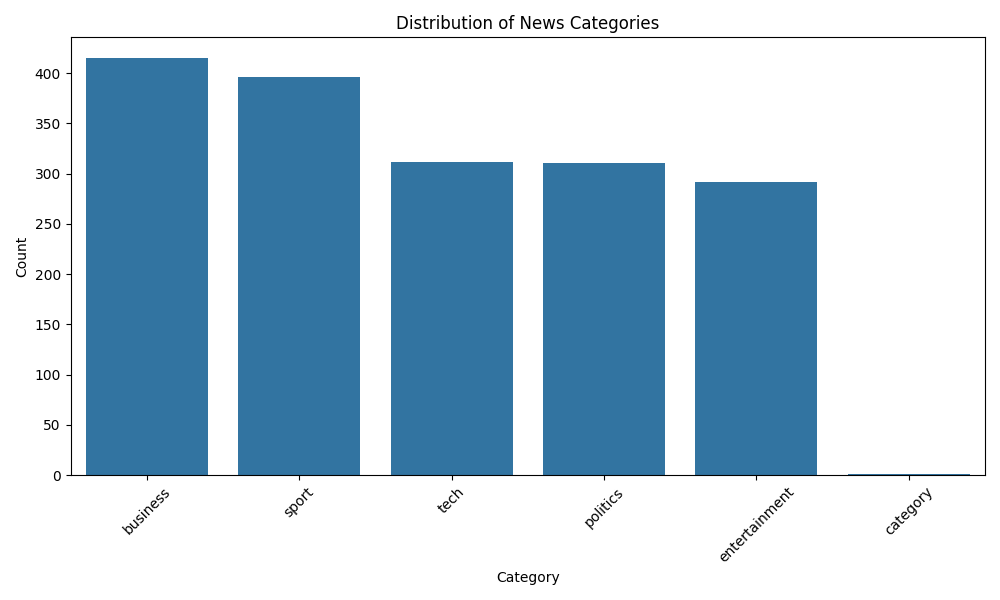 Distribution of News Categories
Count
400
350
300
250
200
150
100
50
0
business
sport
tech
politics
entertainment
category
Category